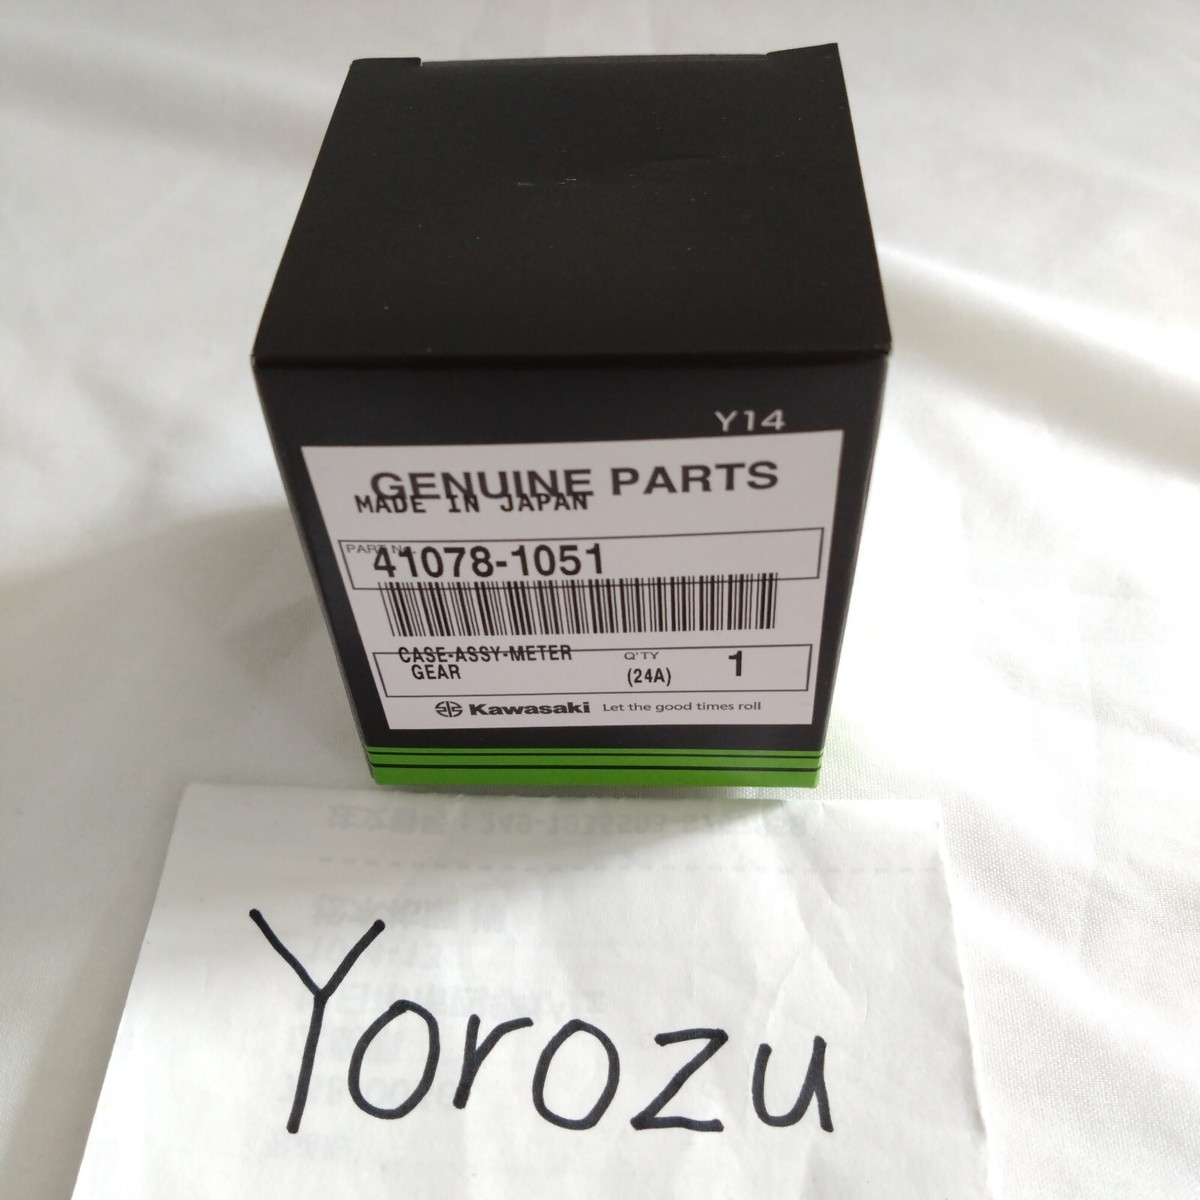 Y14
GENUINE PARTS
MADE IN JAPAN
PART No.
41078-1051
CASE-ASSY-METER
GEAR
Q'TY
(24A)
1
Kawasaki Let the good times roll
Yorozu